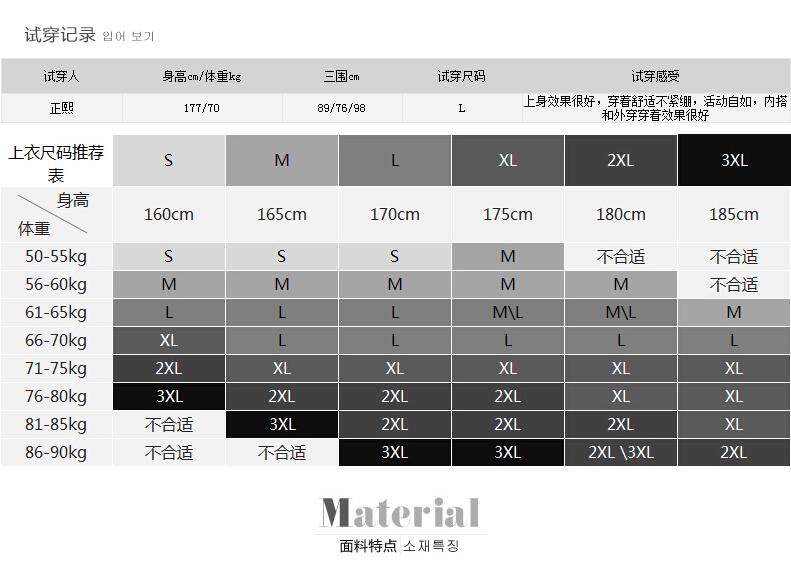 试穿记录 입어 보기
试穿人 身高cm/体重kg 三围cm 试穿尺码 试穿感受
正熙 177/70 89/76/98 L 上身效果很好，穿着舒适不紧绷，活动自如，内搭
和外穿穿着效果很好
上衣尺码推荐
表 S M L XL 2XL 3XL
身高
体重 160cm 165cm 170cm 175cm 180cm 185cm
50-55kg S S S M 不合适 不合适
56-60kg M M M M M 不合适
61-65kg L L L M\L M\L M
66-70kg XL L L L L L
71-75kg 2XL XL XL XL XL XL
76-80kg 3XL 2XL 2XL 2XL XL XL
81-85kg 不合适 3XL 2XL 2XL 2XL XL
86-90kg 不合适 不合适 3XL 3XL 2XL \3XL 2XL
Material
面料特点 소재특징